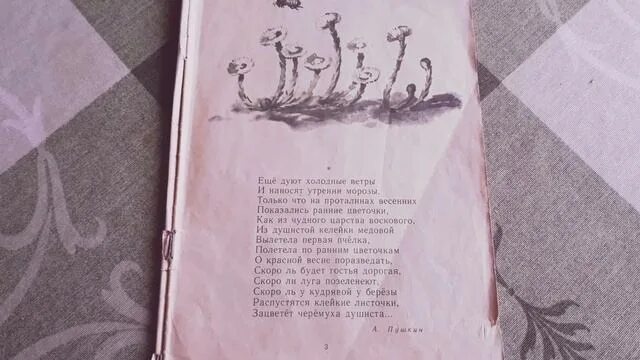 *
Ещё дуют холодные ветры
И наносят утренни морозы.
Только что на проталинах весенних
Показались ранние цветочки,
Как из чудного царства воскового,
Из душистой келейки медовой
Вылетела первая пчёлка,
Полетела по ранним цветочкам
О красной весне поразведать,
Скоро ль будет гостья дорогая,
Скоро ли луга позеленеют,
Скоро ль у кудрявой у берёзы
Распустятся клейкие листочки,
Зацветёт черёмуха душиста...
А. Пушкин
3